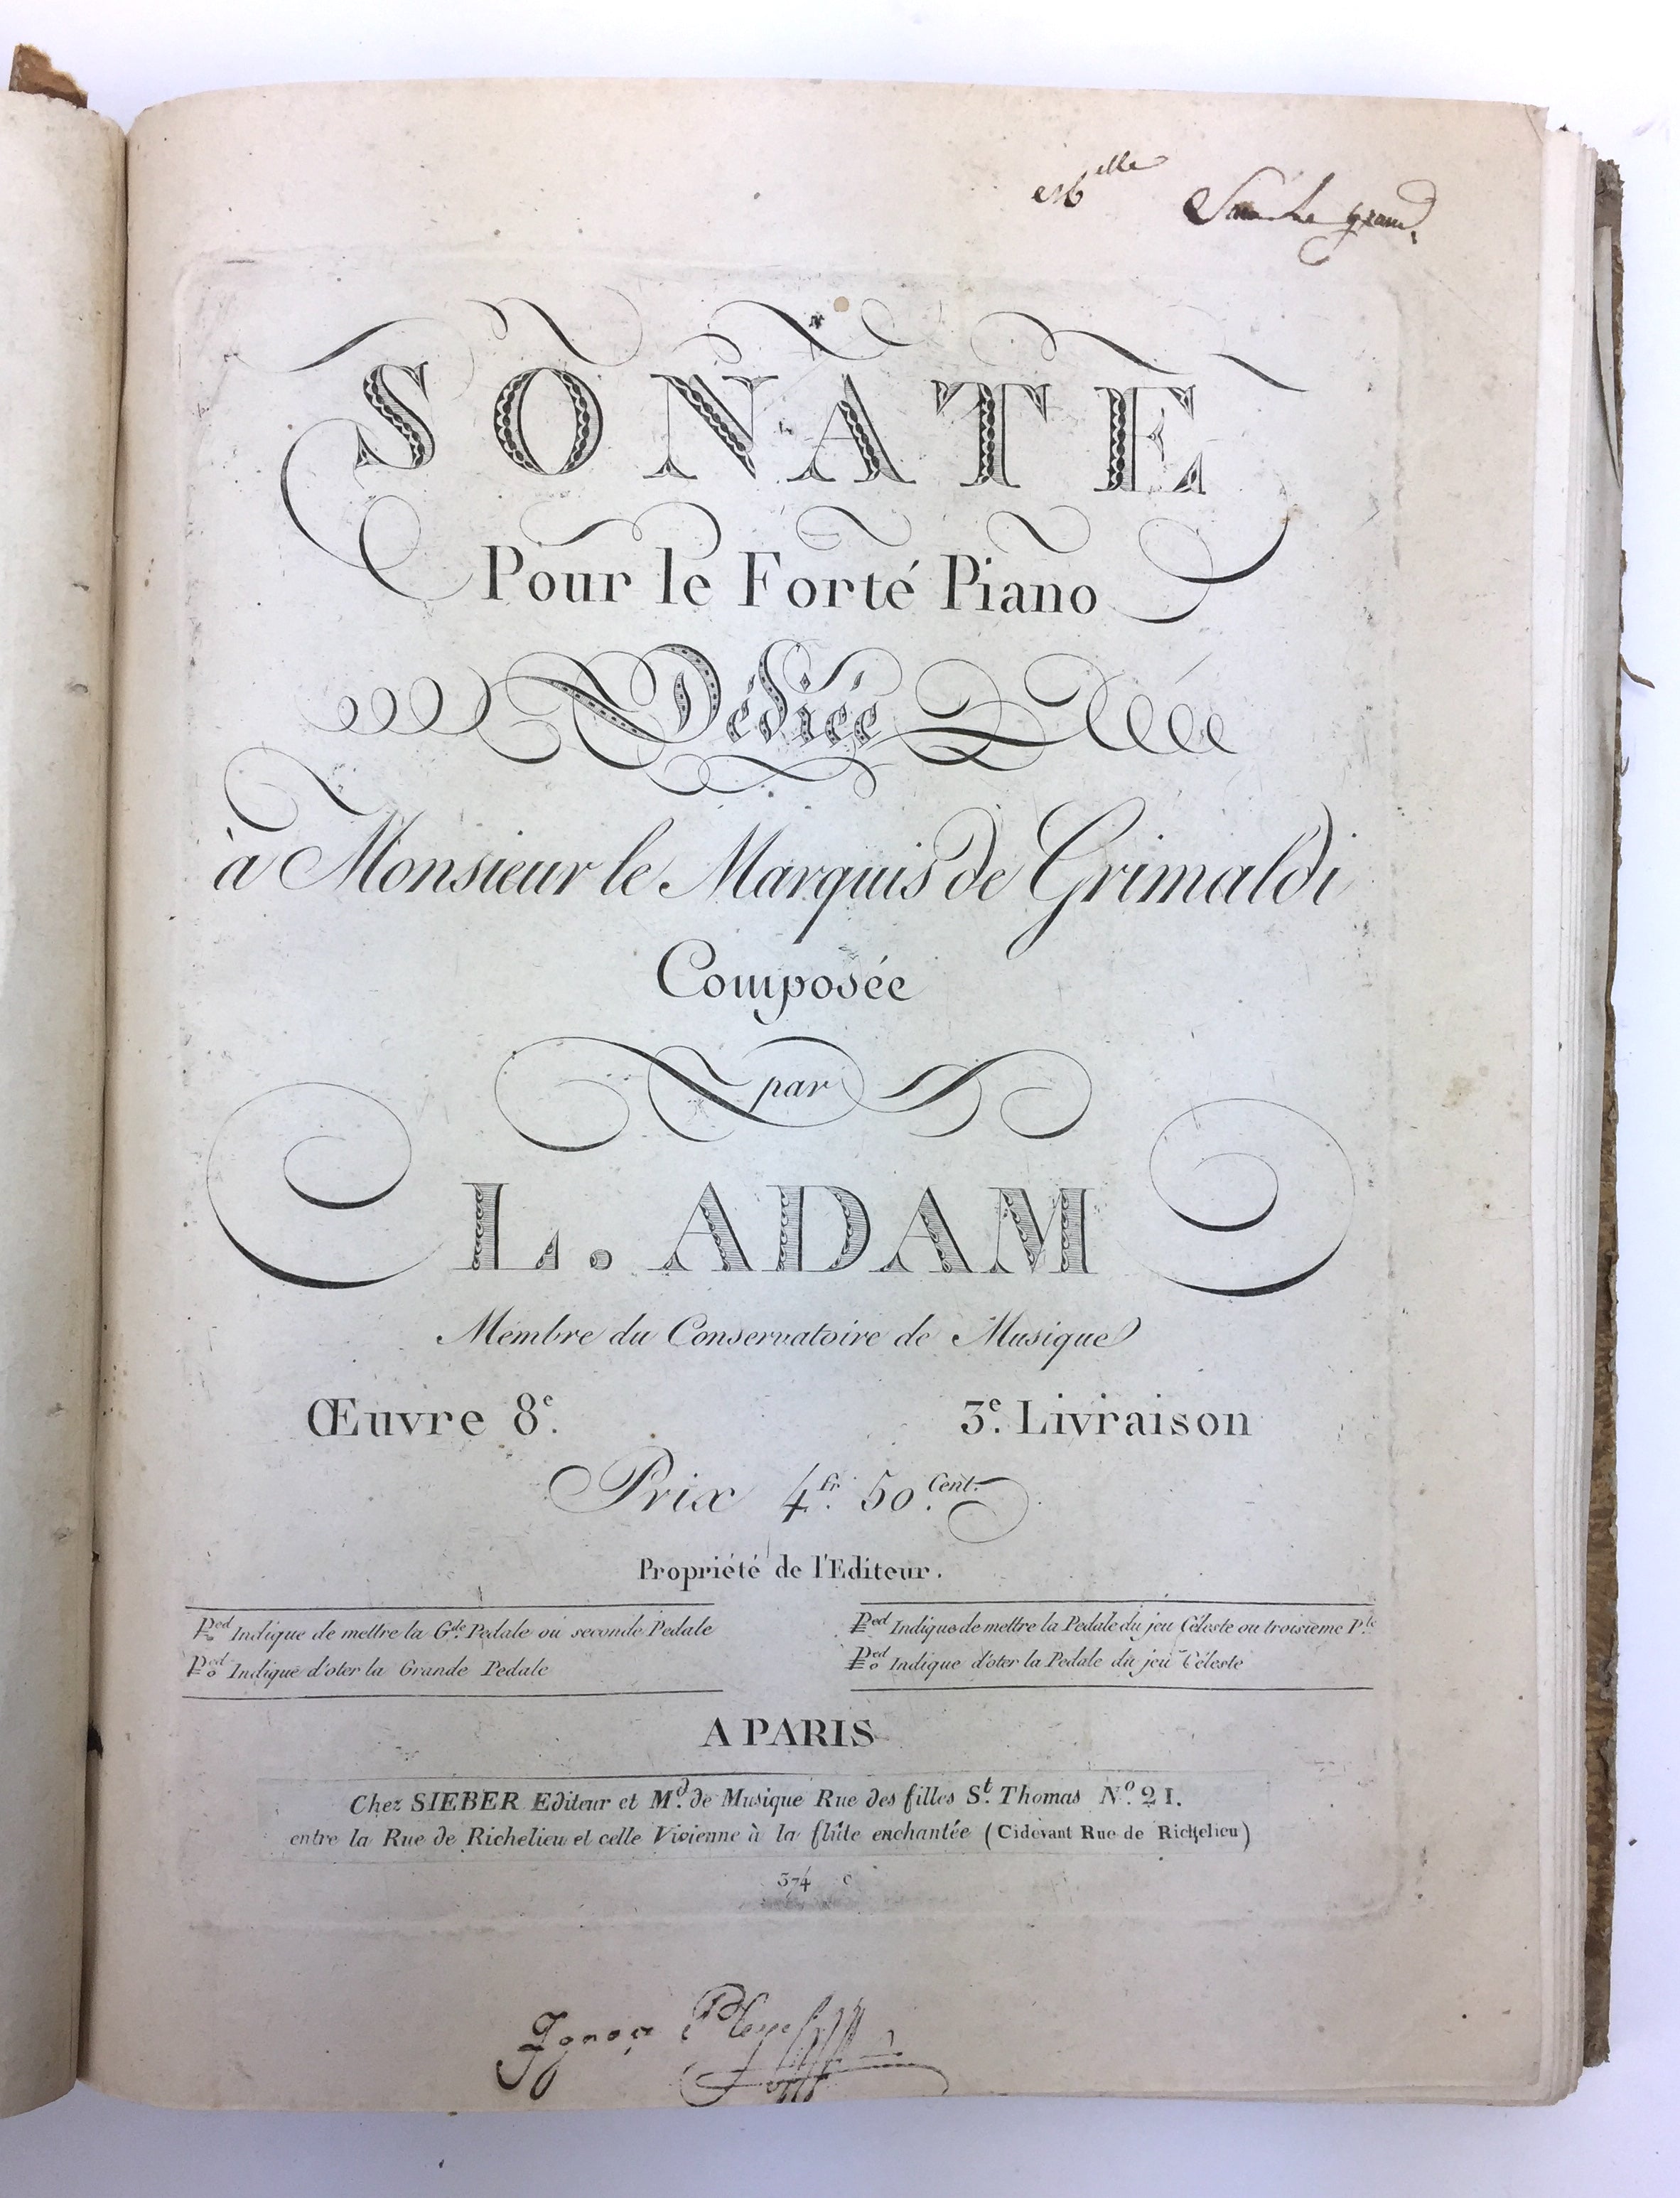 Mlle
SONATE
Pour le Forté Piano
Dédiée
à Monsieur le Marquis de Grimaldi
Composée
par
L. ADAM
Membre du Conservatoire de Musique
Œuvre 8e. 3e. Livraison
Prix 4fr. 50.Cent.
Propriété de l'Editeur.
Ped Indique de mettre la Gde. Pedale ou seconde Pedale
Ped o Indique d'oter la Grande Pedale
Ped Indique de mettre la Pedale du jeu Céleste ou troisieme Ple
Ped o Indique d'oter la Pedale du jeu Céleste
A PARIS
Chez SIEBER Editeur et Md. de Musique Rue des filles St. Thomas No. 21.
entre la Rue de Richelieu et celle Vivienne à la flûte enchantée (Cidevant Rue de Richelieu)
374 c
Ignace Pleyel